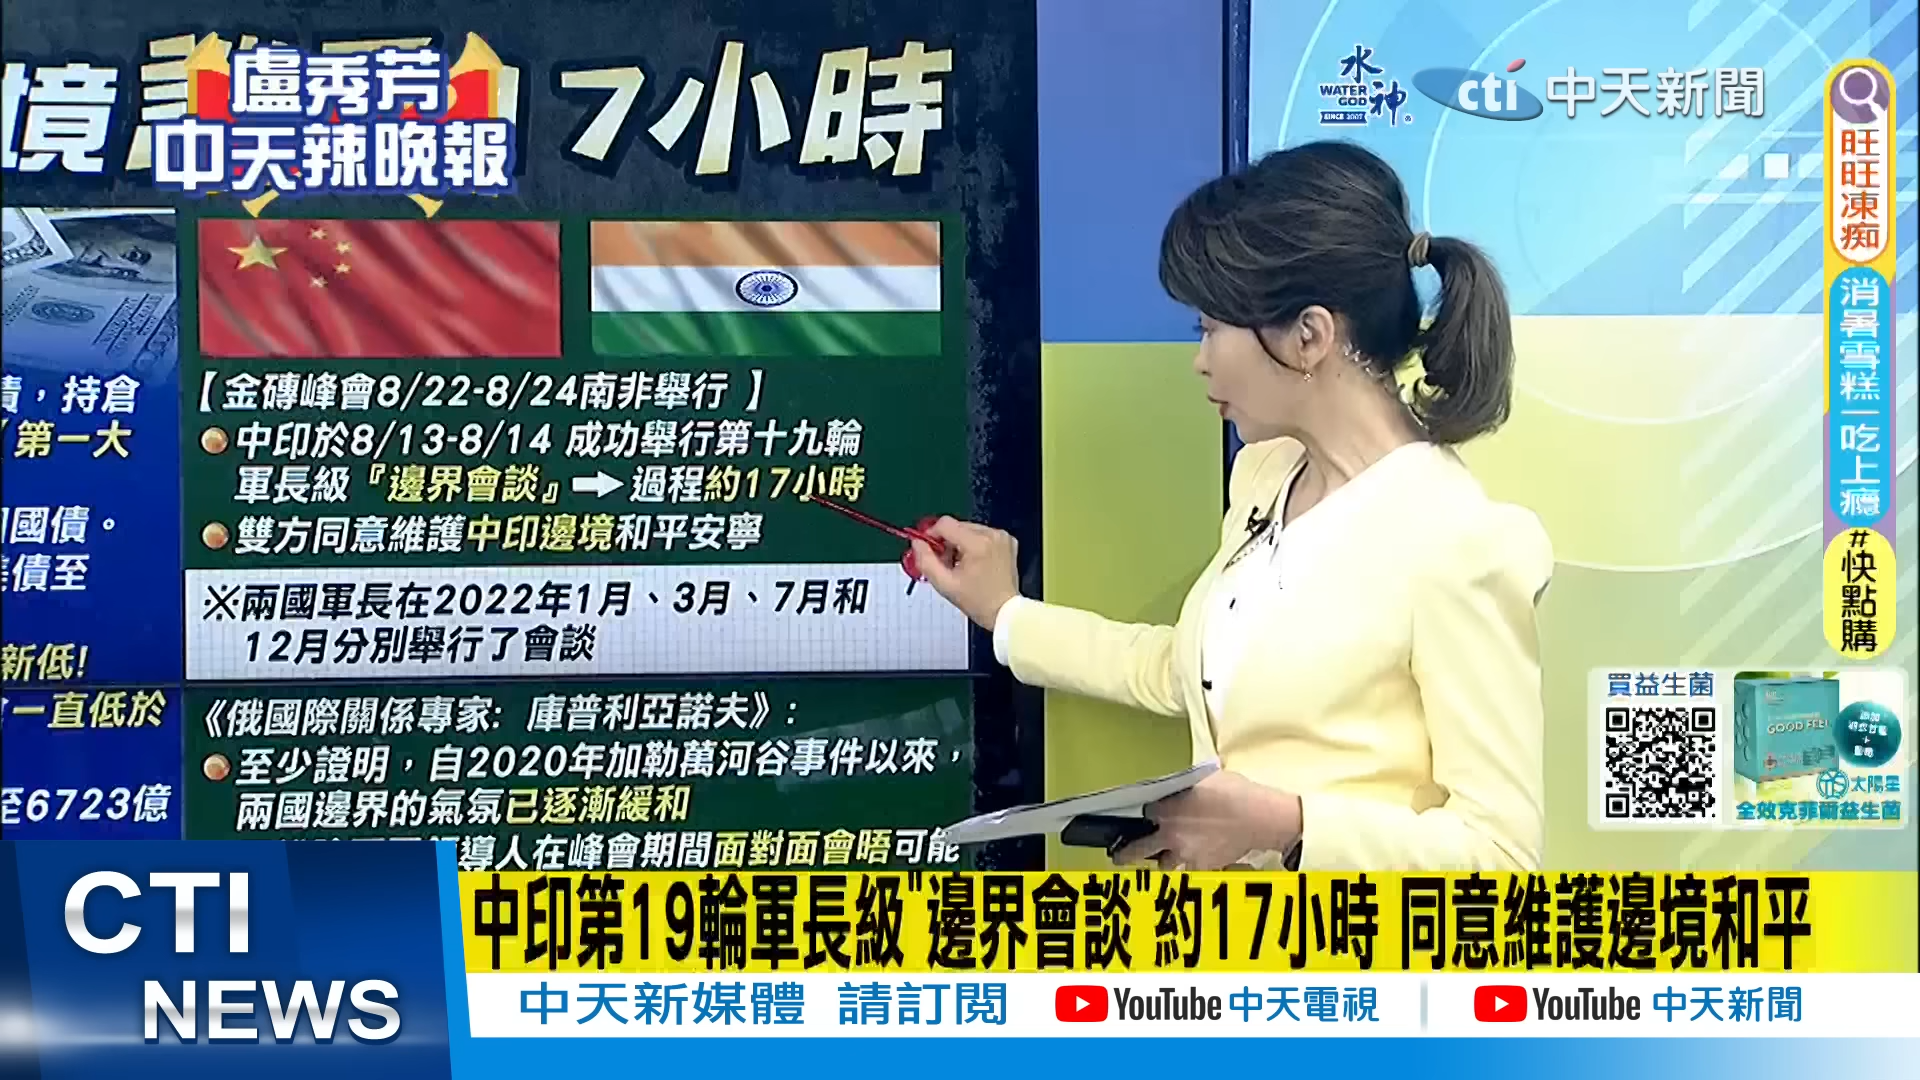 境
17小時
盧秀芳
中天辣晚報
水神
WATER GOD
SINCE 2007
cti 中天新聞
旺旺凍痴
消暑雪糕一吃上癮
#快點購
債，持倉
第一大
國債。
債至
新低!
一直低於
至6723億
【金磚峰會8/22-8/24南非舉行】
中印於8/13-8/14 成功舉行第十九輪
軍長級『邊界會談』➡過程約17小時
雙方同意維護中印邊境和平安寧
※兩國軍長在2022年1月、3月、7月和
12月分別舉行了會談
《俄國際關係專家: 庫普利亞諾夫》:
至少證明，自2020年加勒萬河谷事件以來，
兩國邊界的氣氛已逐漸緩和
導人在峰會期間面對面會晤可能
買益生菌
GOOD FREE
太陽星
全效克菲爾益生菌
CTI
NEWS
中印第19輪軍長級"邊界會談"約17小時 同意維護邊境和平
中天新媒體 請訂閱 YouTube 中天電視 YouTube 中天新聞